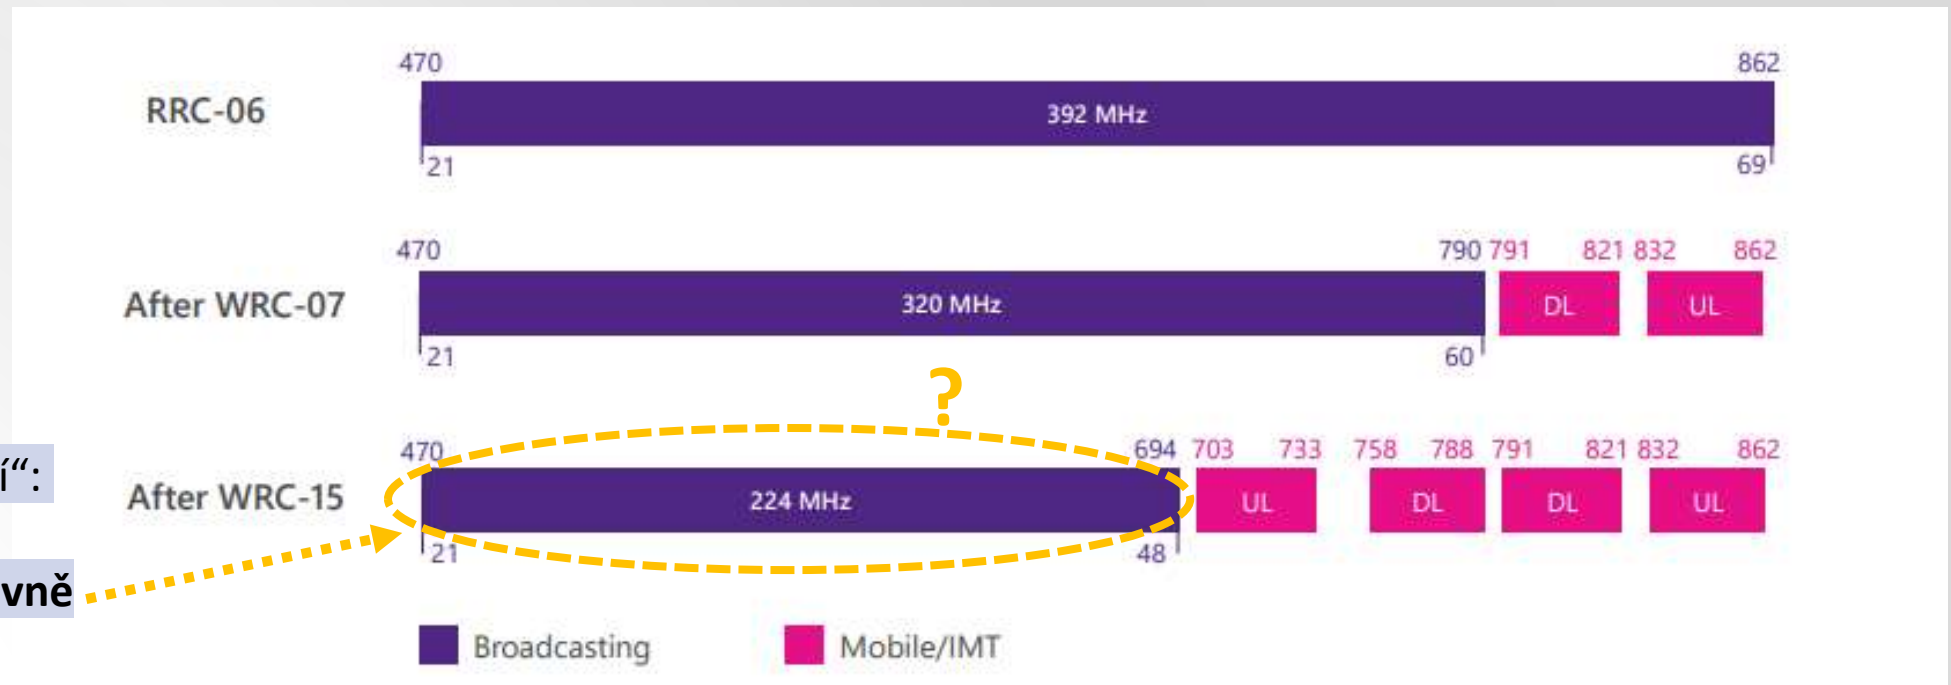 470 862
RRC-06 392 MHz
21 69
470 790 791 821 832 862
After WRC-07 320 MHz DL UL
21 60
?
470 694 703 733 758 788 791 821 832 862
í“:
After WRC-15 224 MHz UL DL DL UL
21 48
vně
Broadcasting Mobile/IMT